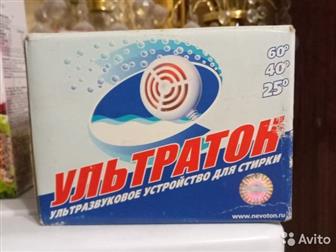 60°
40°
25°
УЛЬТРАТОН
УЛЬТРАЗВУКОВОЕ УСТРОЙСТВО ДЛЯ СТИРКИ
www.nevoton.ru
Avito